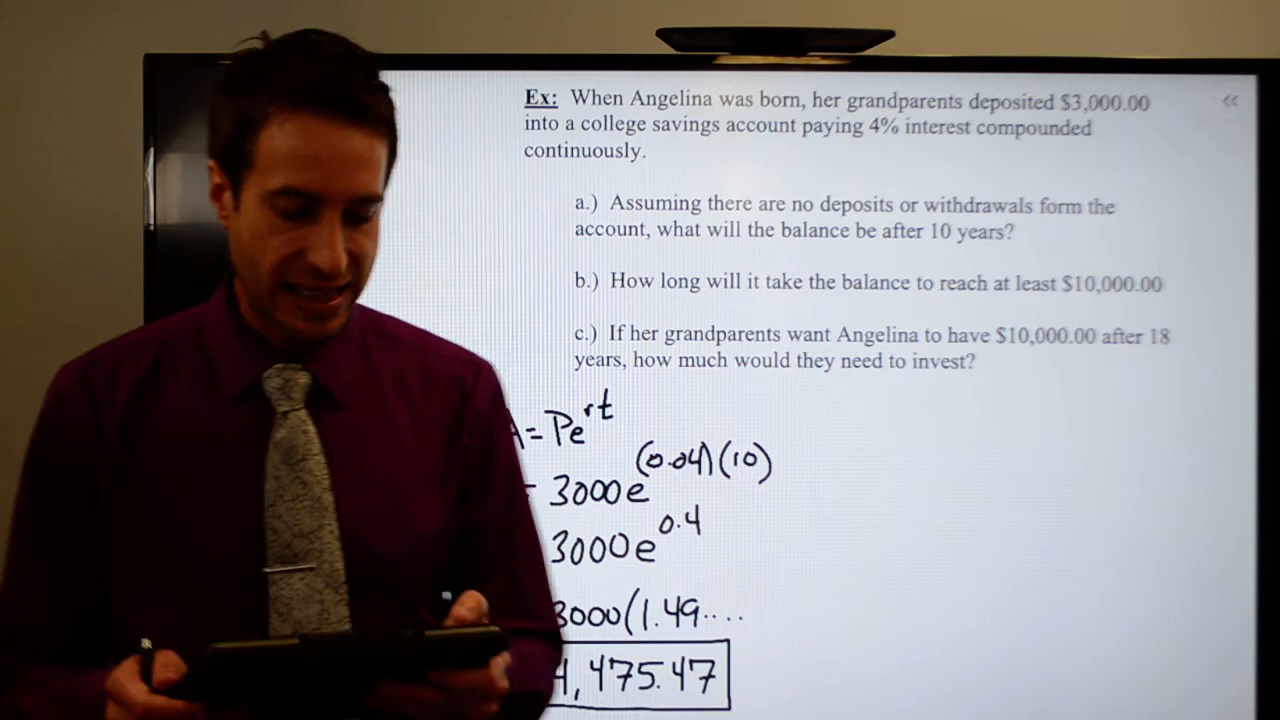 Ex: When Angelina was born, her grandparents deposited $3,000.00
into a college savings account paying 4% interest compounded
continuously.
a.) Assuming there are no deposits or withdrawals form the
account, what will the balance be after 10 years?
b.) How long will it take the balance to reach at least $10,000.00
c.) If her grandparents want Angelina to have $10,000.00 after 18
years, how much would they need to invest?
A = Pe^rt
= 3000e^(0.04)(10)
3000e^0.4
3000(1.49....
4,475.47